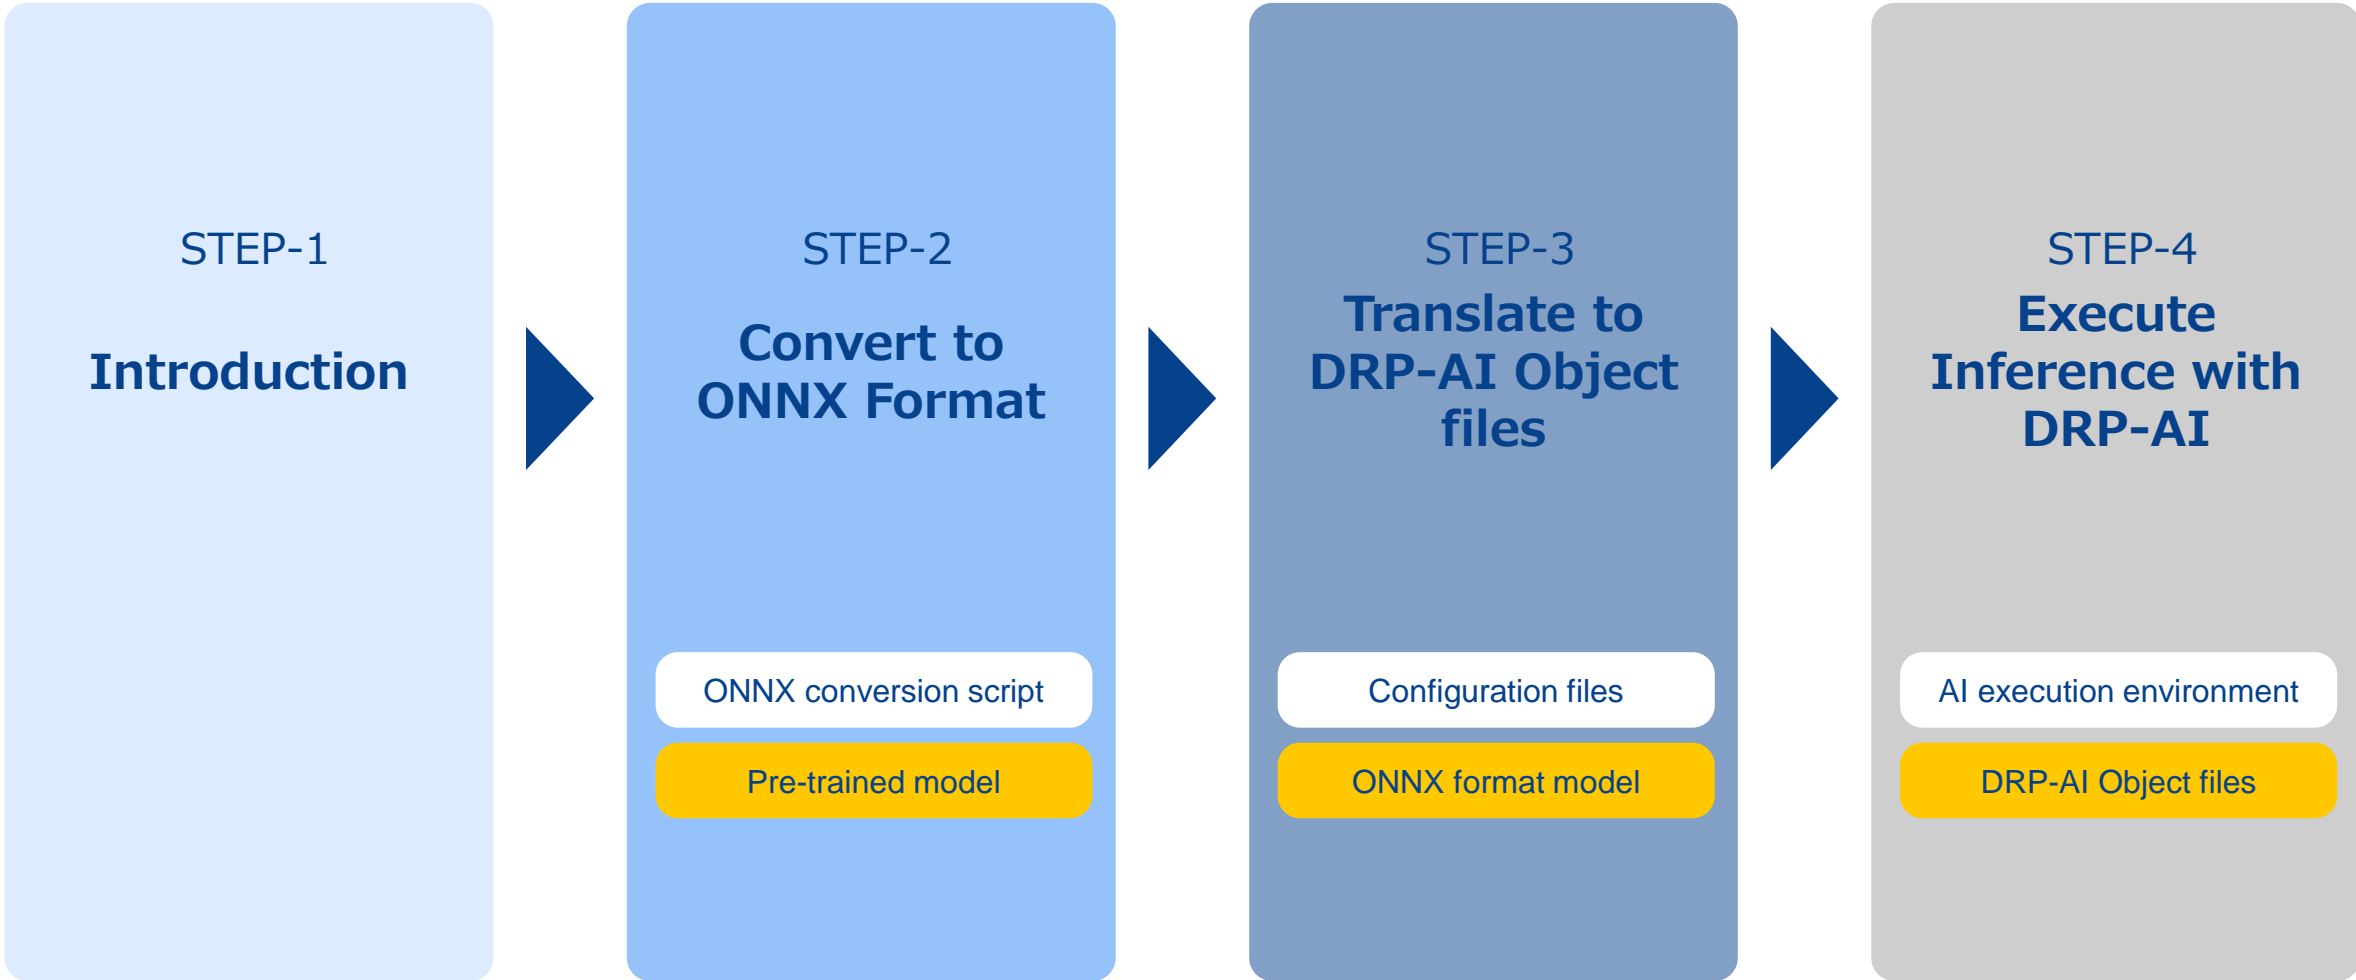 STEP-1
Introduction
STEP-2
Convert to
ONNX Format
ONNX conversion script
Pre-trained model
STEP-3
Translate to
DRP-AI Object
files
Configuration files
ONNX format model
STEP-4
Execute
Inference with
DRP-AI
AI execution environment
DRP-AI Object files